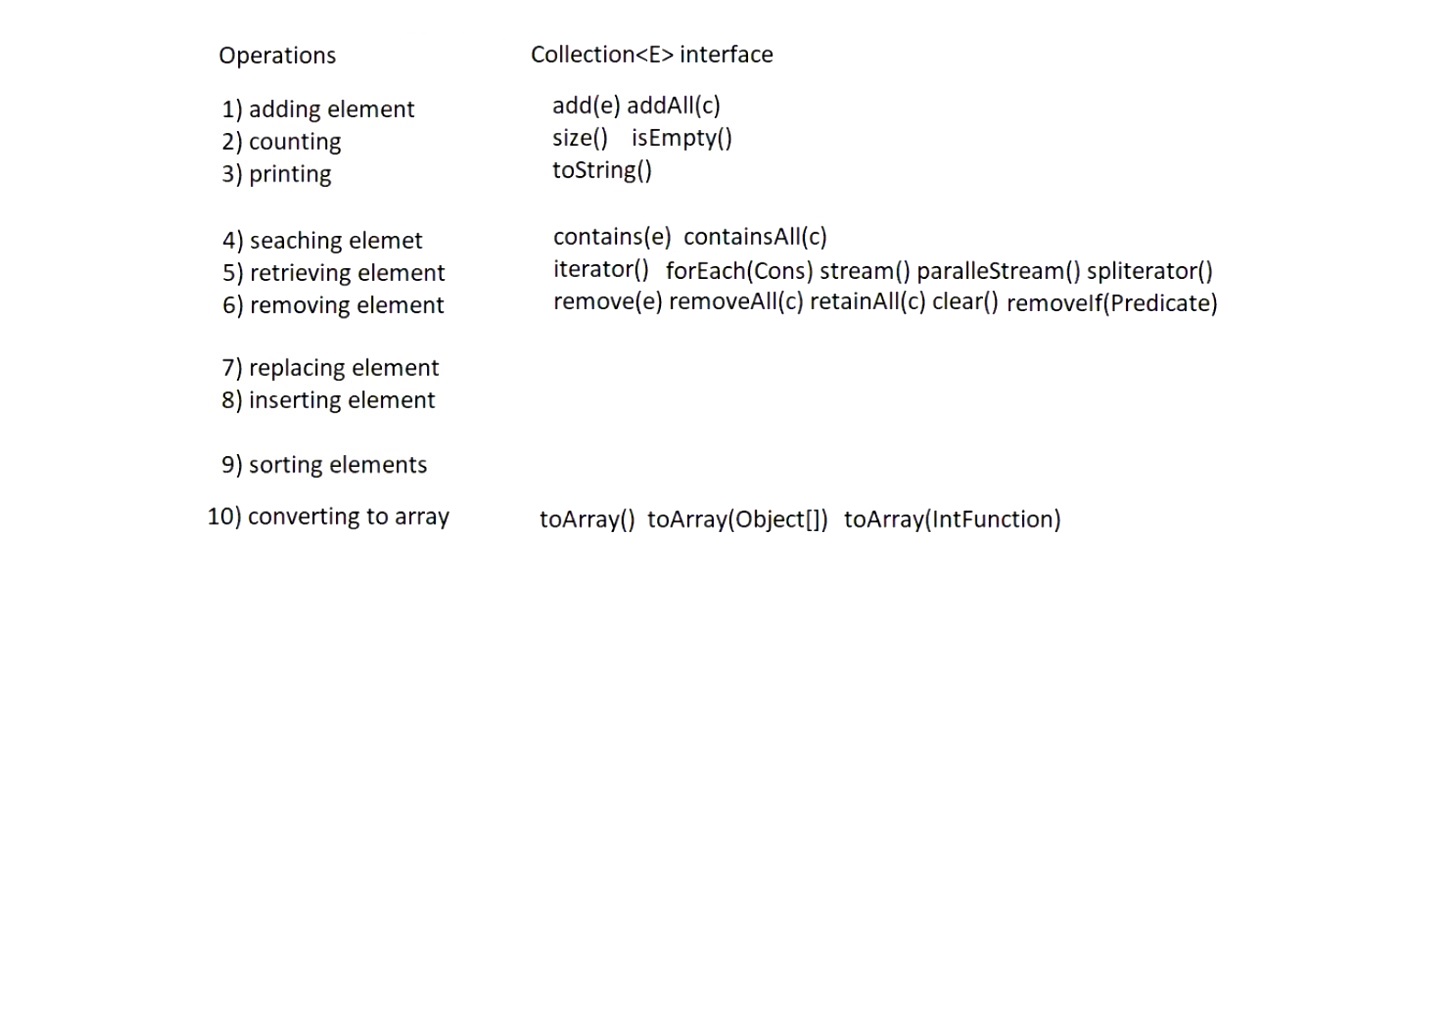 Operations Collection<E> interface
1) adding element add(e) addAll(c)
2) counting size() isEmpty()
3) printing toString()
4) seaching elemet contains(e) containsAll(c)
5) retrieving element iterator() forEach(Cons) stream() paralleStream() spliterator()
6) removing element remove(e) removeAll(c) retainAll(c) clear() removeIf(Predicate)
7) replacing element
8) inserting element
9) sorting elements
10) converting to array toArray() toArray(Object[]) toArray(IntFunction)